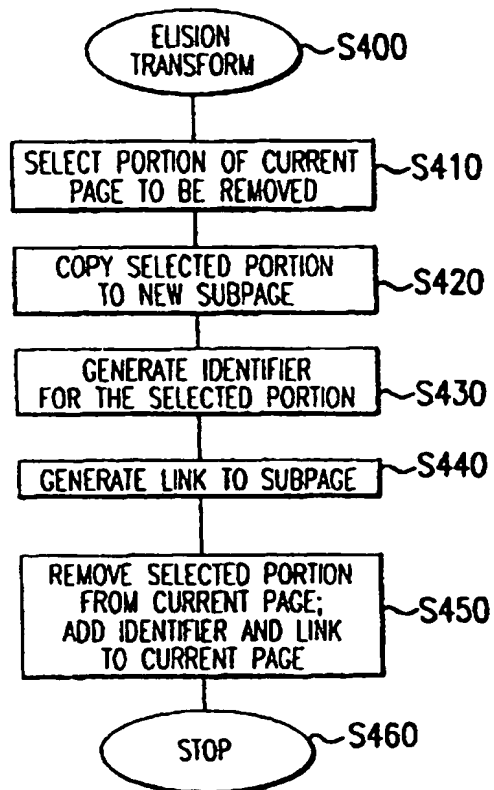 ELISION
TRANSFORM
S400
SELECT PORTION OF CURRENT
PAGE TO BE REMOVED
S410
COPY SELECTED PORTION
TO NEW SUBPAGE
S420
GENERATE IDENTIFIER
FOR THE SELECTED PORTION
S430
GENERATE LINK TO SUBPAGE
S440
REMOVE SELECTED PORTION
FROM CURRENT PAGE;
ADD IDENTIFIER AND LINK
TO CURRENT PAGE
S450
STOP
S460